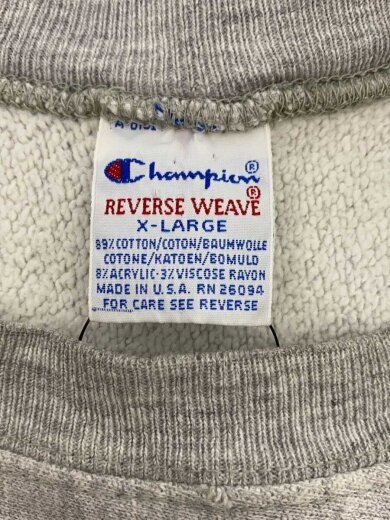 Champion®
REVERSE WEAVE®
X-LARGE
89% COTTON/COTON/BAUMWOLLE
COTONE/KATOEN/BOMULD
8% ACRYLIC-3% VISCOSE RAYON
MADE IN U.S.A. RN 26094
FOR CARE SEE REVERSE